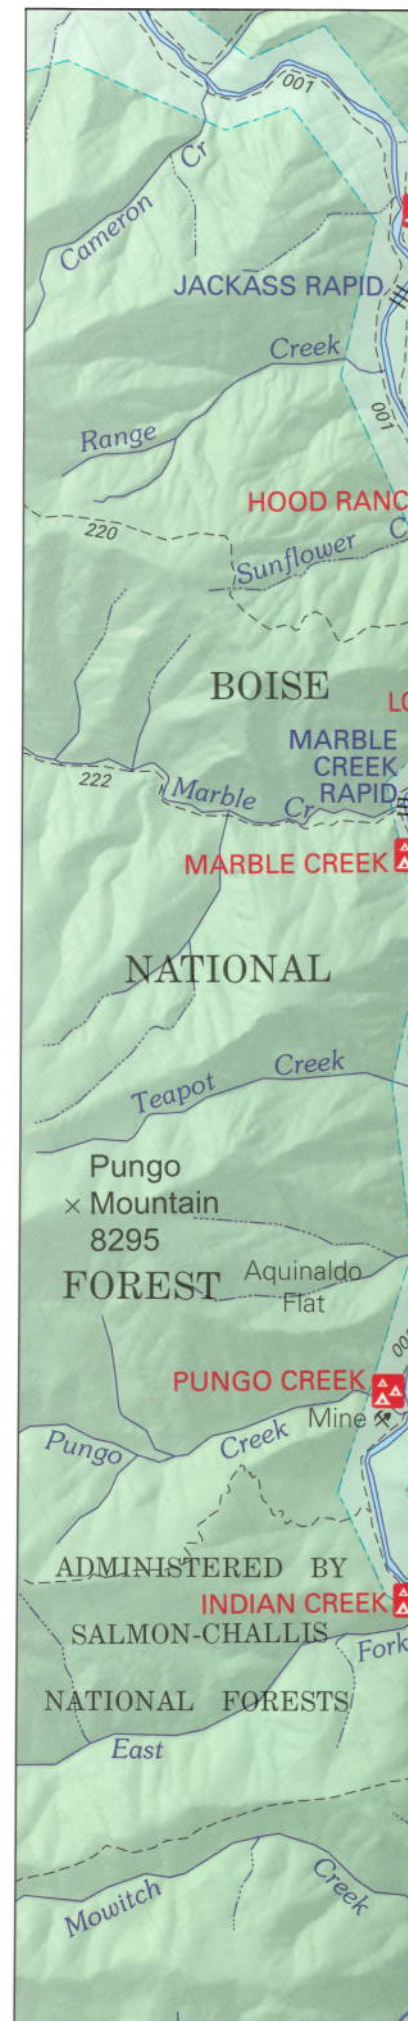 001
Cameron Cr
JACKASS RAPID
Range Creek
001
HOOD RANC
220
Sunflower C
BOISE
LO
MARBLE
CREEK
RAPID
222
Marble Cr
MARBLE CREEK
NATIONAL
Teapot Creek
Pungo
× Mountain
8295
FOREST
Aquinaldo
Flat
00
PUNGO CREEK
Mine
Pungo Creek
ADMINISTERED BY
INDIAN CREEK
SALMON-CHALLIS
East Fork
NATIONAL FORESTS
Mowitch Creek